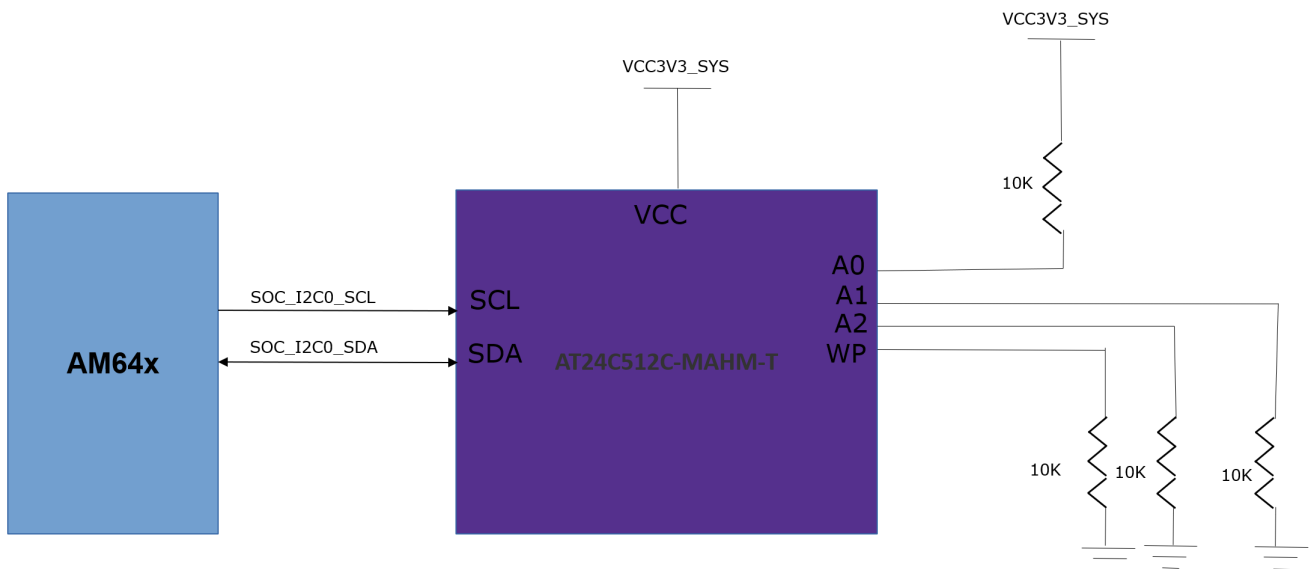 VCC3V3_SYS
VCC3V3_SYS
10K
VCC
A0
A1
A2
WP
SOC_I2C0_SCL
SCL
SOC_I2C0_SDA
SDA
AM64x
AT24C512C-MAHM-T
10K
10K
10K